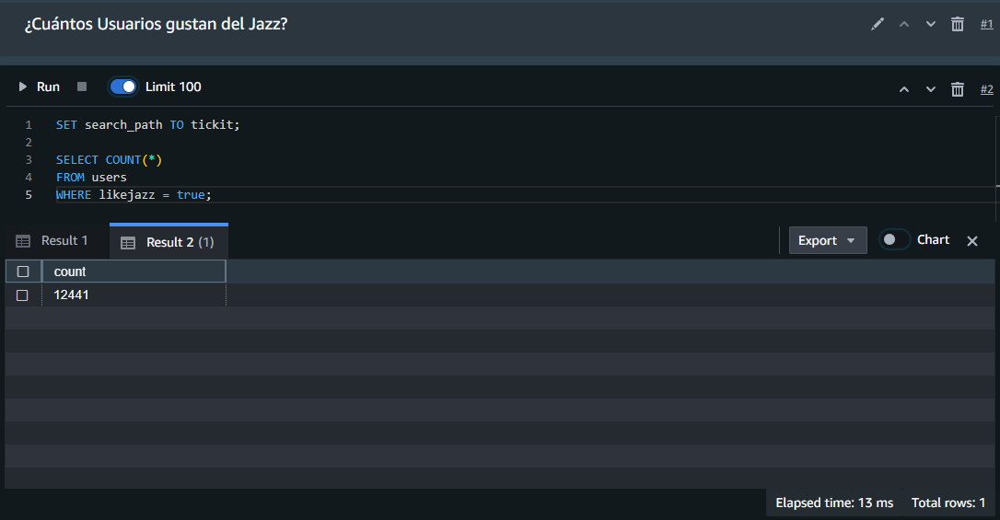 ¿Cuántos Usuarios gustan del Jazz?
#1
Run Limit 100
#2
1 SET search_path TO tickit;
2
3 SELECT COUNT(*)
4 FROM users
5 WHERE likejazz = true;
Result 1 Result 2 (1) Export Chart
count
12441
Elapsed time: 13 ms Total rows: 1